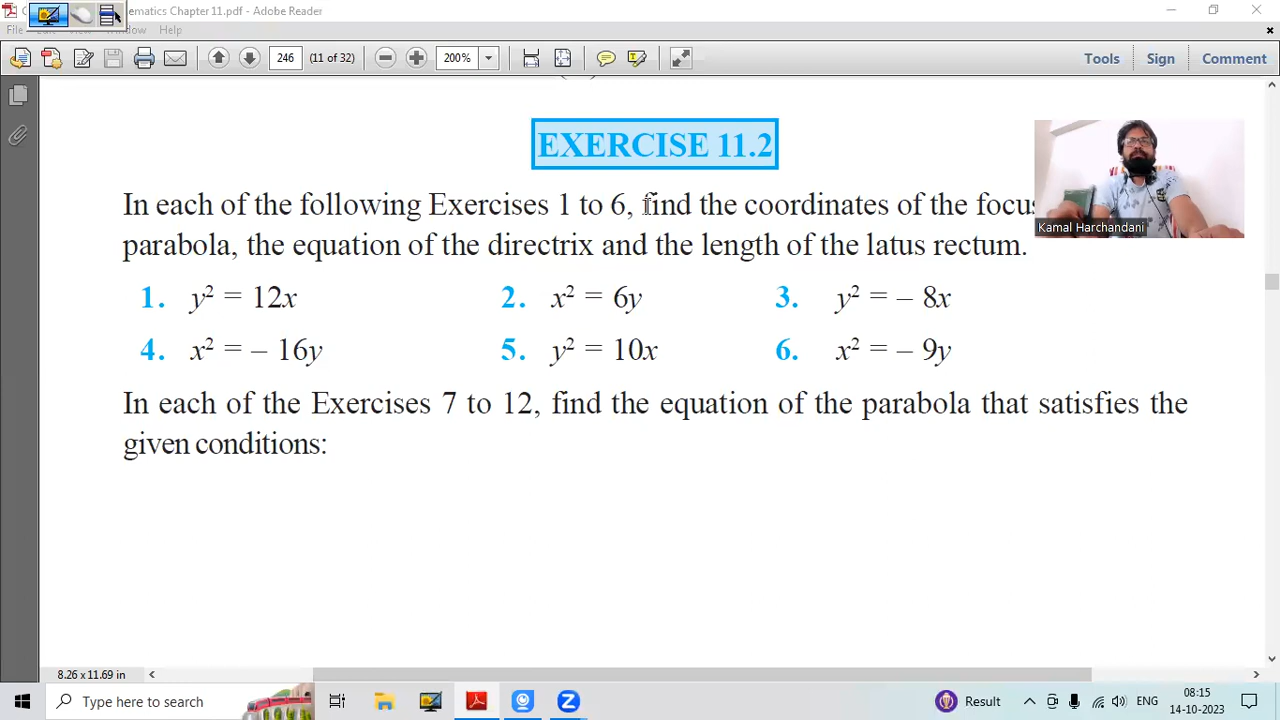 mathematics Chapter 11.pdf - Adobe Reader
Window Help
246 (11 of 32) 200% Tools Sign Comment
EXERCISE 11.2
In each of the following Exercises 1 to 6, find the coordinates of the focus
parabola, the equation of the directrix and the length of the latus rectum.
1. y² = 12x 2. x² = 6y 3. y² = – 8x
4. x² = – 16y 5. y² = 10x 6. x² = – 9y
In each of the Exercises 7 to 12, find the equation of the parabola that satisfies the
given conditions:
Kamal Harchandani
8.26 x 11.69 in
Type here to search Result ENG 08:15
14-10-2023